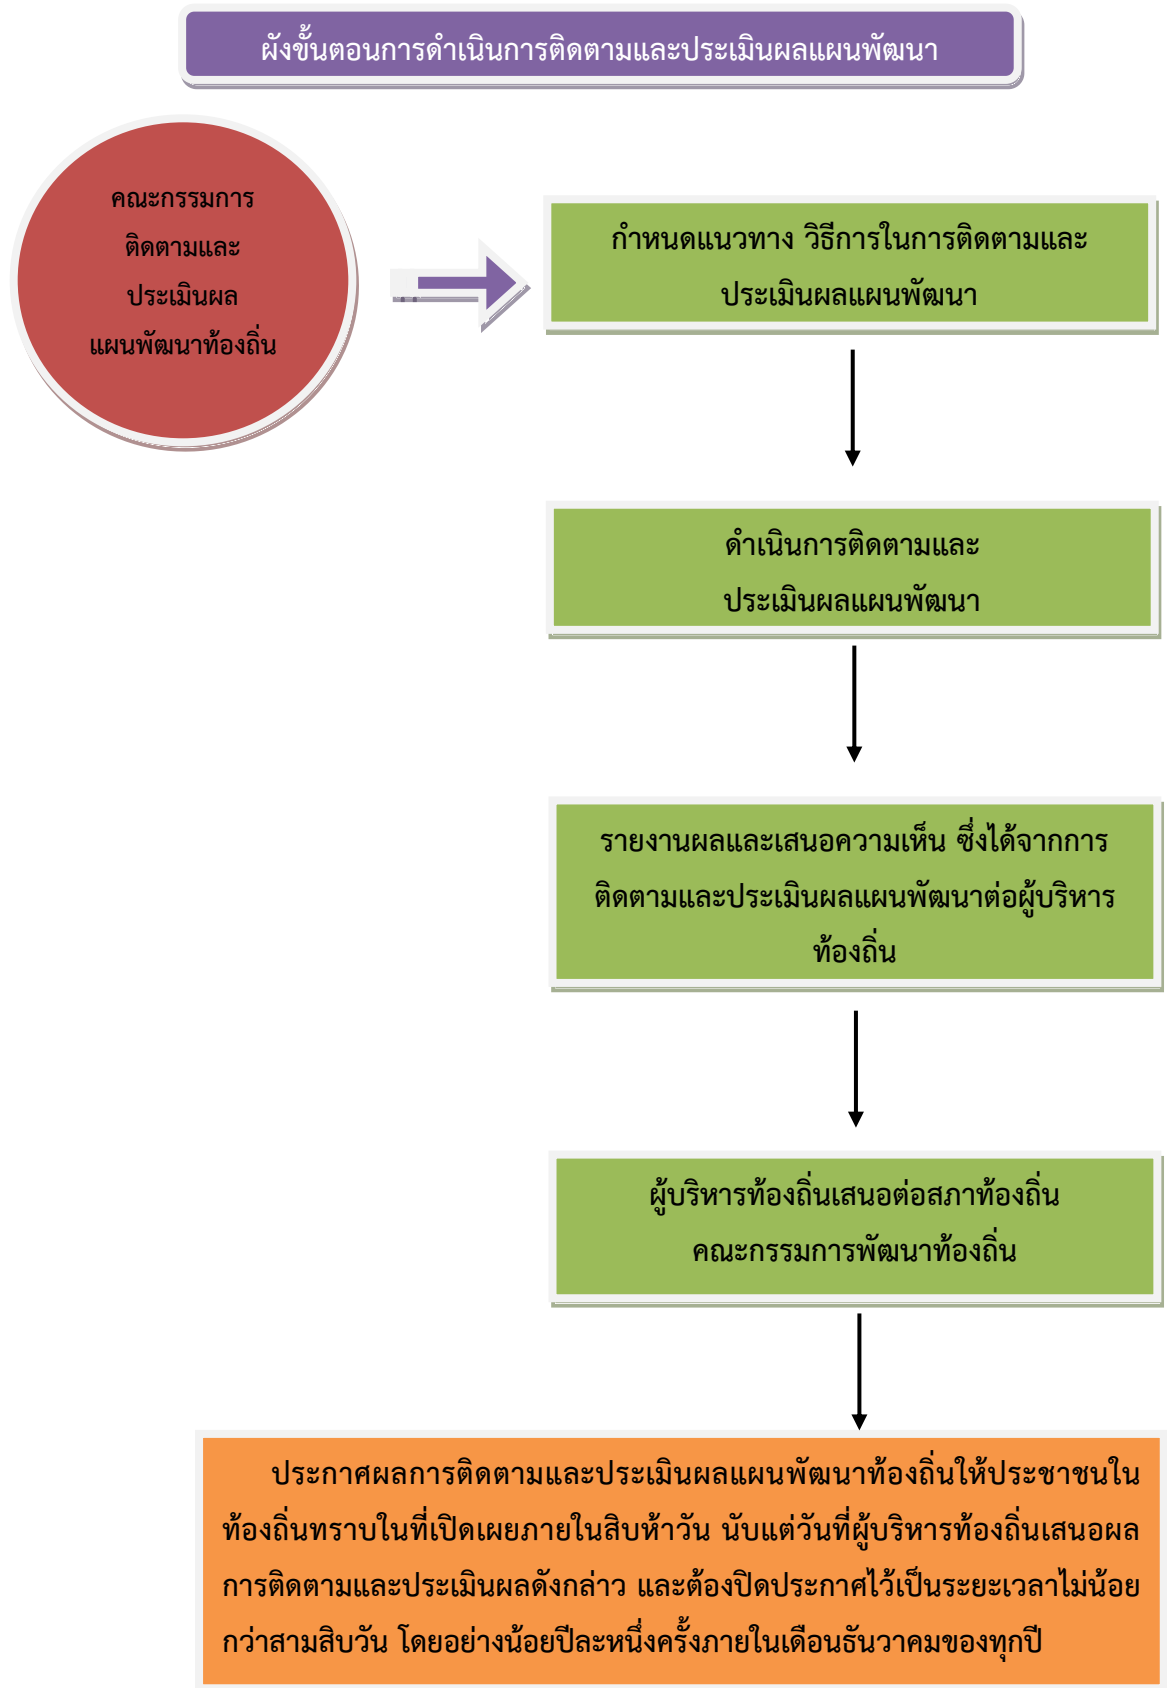 ผังขั้นตอนการดำเนินการติดตามและประเมินผลแผนพัฒนา
คณะกรรมการ
ติดตามและ
ประเมินผล
แผนพัฒนาท้องถิ่น
กำหนดแนวทาง วิธีการในการติดตามและ
ประเมินผลแผนพัฒนา
ดำเนินการติดตามและ
ประเมินผลแผนพัฒนา
รายงานผลและเสนอความเห็น ซึ่งได้จากการ
ติดตามและประเมินผลแผนพัฒนาต่อผู้บริหาร
ท้องถิ่น
ผู้บริหารท้องถิ่นเสนอต่อสภาท้องถิ่น
คณะกรรมการพัฒนาท้องถิ่น
ประกาศผลการติดตามและประเมินผลแผนพัฒนาท้องถิ่นให้ประชาชนใน
ท้องถิ่นทราบในที่เปิดเผยภายในสิบห้าวัน นับแต่วันที่ผู้บริหารท้องถิ่นเสนอผล
การติดตามและประเมินผลดังกล่าว และต้องปิดประกาศไว้เป็นระยะเวลาไม่น้อย
กว่าสามสิบวัน โดยอย่างน้อยปีละหนึ่งครั้งภายในเดือนธันวาคมของทุกปี